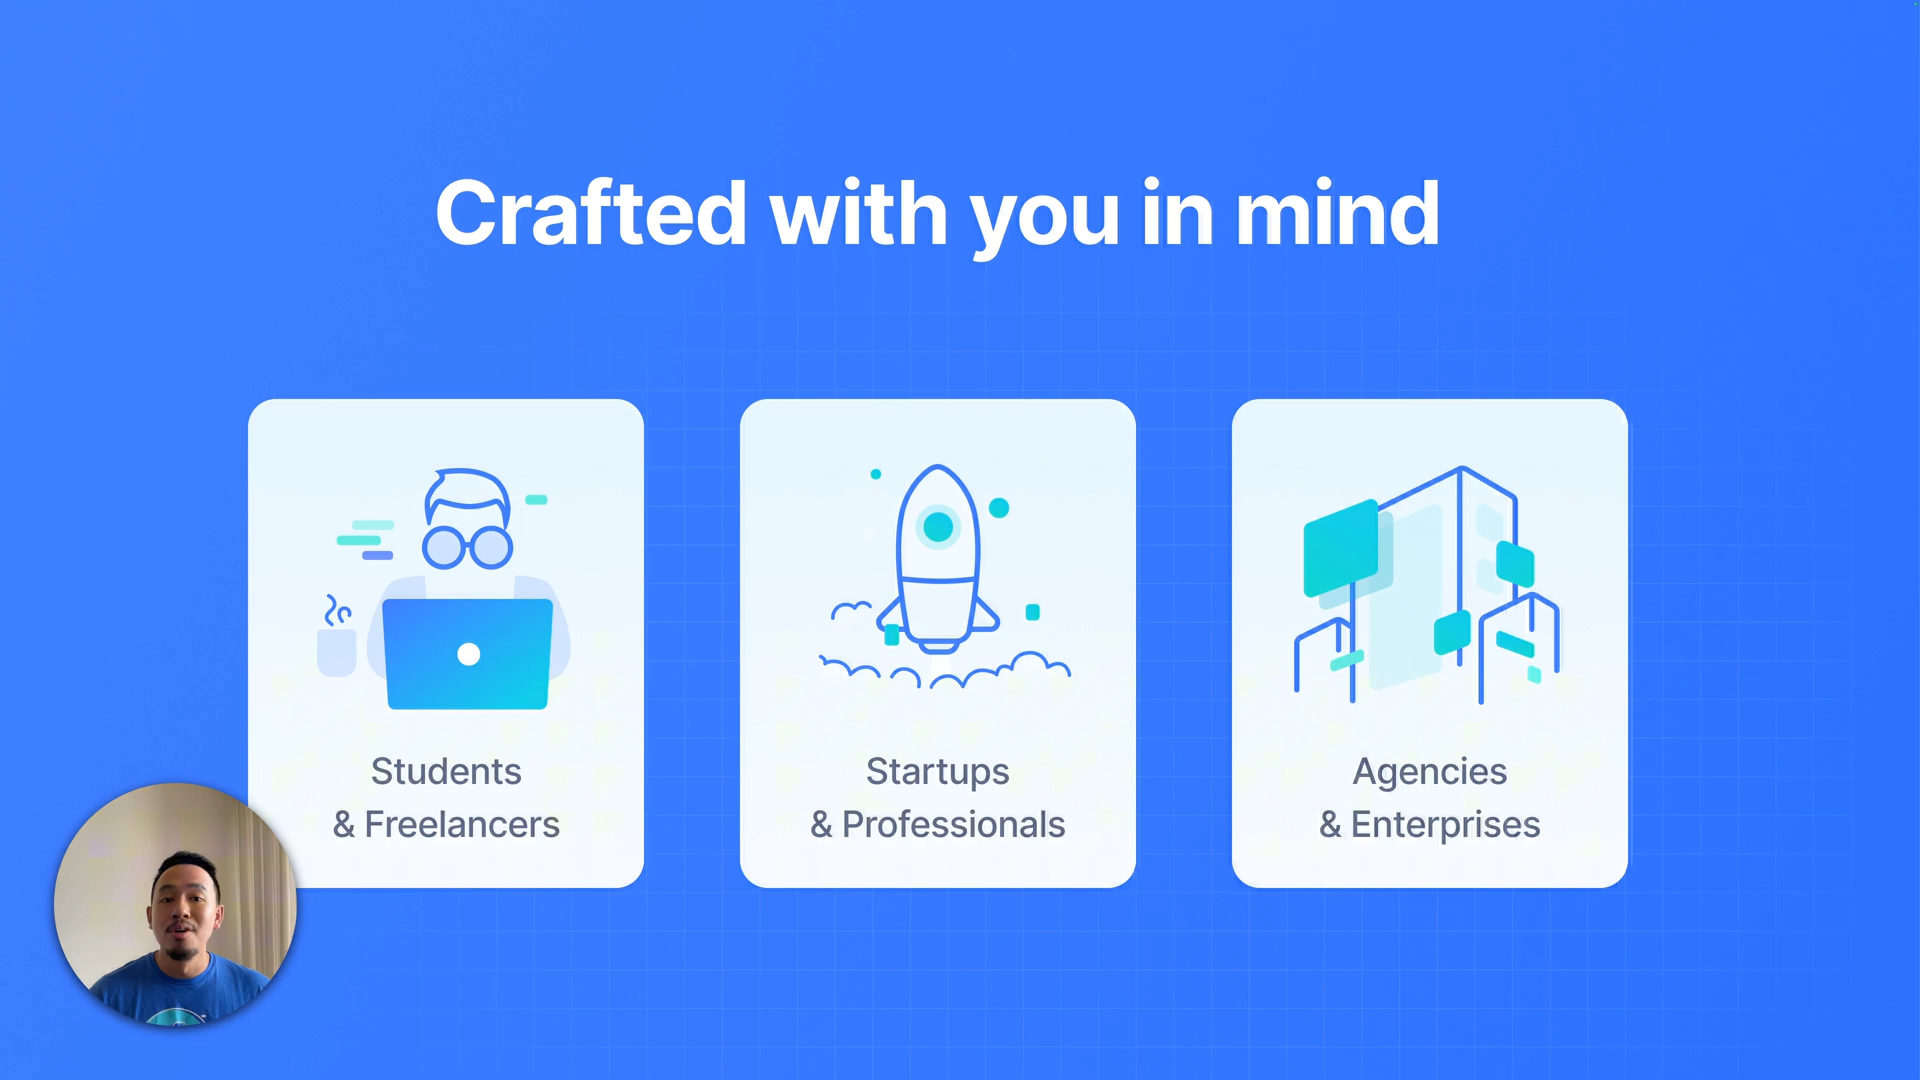 Crafted with you in mind
Students
& Freelancers
Startups
& Professionals
Agencies
& Enterprises